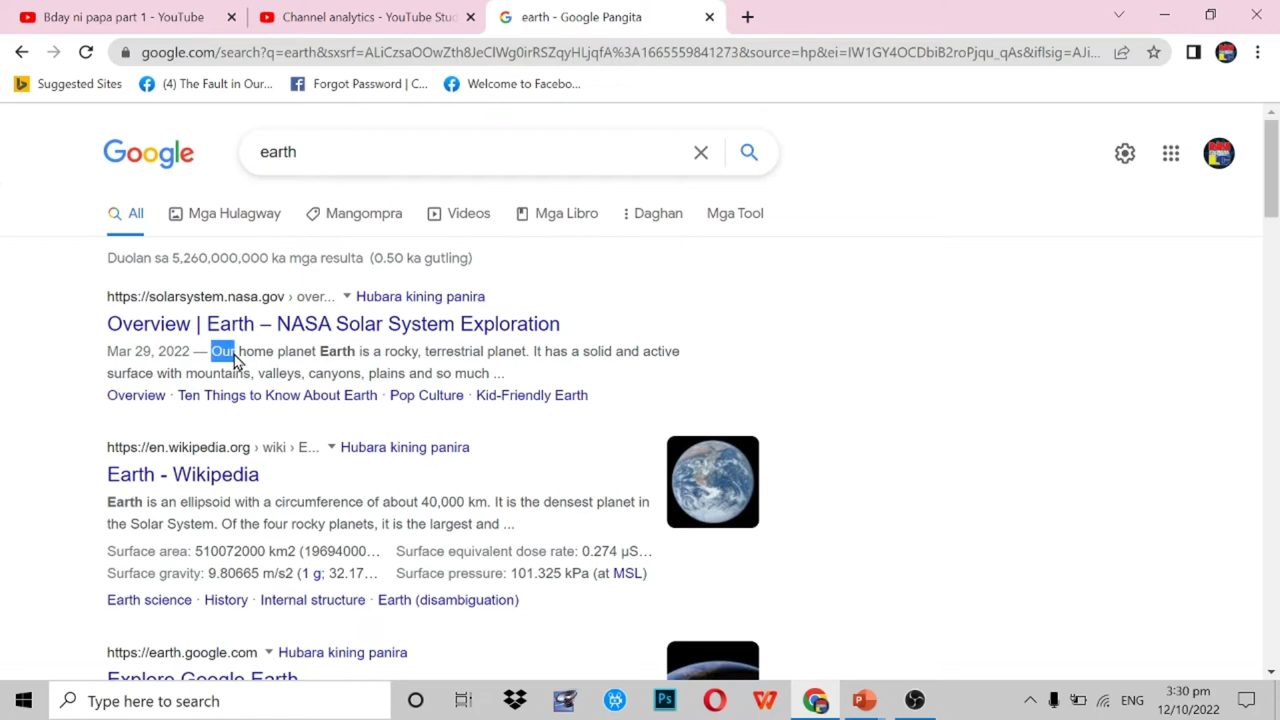 Bday ni papa part 1 - YouTube
Channel analytics - YouTube Stud
earth - Google Pangita
google.com/search?q=earth&sxsrf=ALiCzsaOOwZth8JeClWg0irRSZqyHLjqfA%3A1665559841273&source=hp&ei=IW1GY4OCDbiB2roPjqu_qAs&iflsig=AJi...
Suggested Sites
(4) The Fault in Our...
Forgot Password | C...
Welcome to Facebo...
Google
earth
All
Mga Hulagway
Mangompra
Videos
Mga Libro
Daghan
Mga Tool
Duolan sa 5,260,000,000 ka mga resulta (0.50 ka gutling)
https://solarsystem.nasa.gov › over... Hubara kining panira
Overview | Earth – NASA Solar System Exploration
Mar 29, 2022 — Our home planet Earth is a rocky, terrestrial planet. It has a solid and active
surface with mountains, valleys, canyons, plains and so much ...
Overview · Ten Things to Know About Earth · Pop Culture · Kid-Friendly Earth
https://en.wikipedia.org › wiki › E... Hubara kining panira
Earth - Wikipedia
Earth is an ellipsoid with a circumference of about 40,000 km. It is the densest planet in
the Solar System. Of the four rocky planets, it is the largest and ...
Surface area: 510072000 km2 (19694000... Surface equivalent dose rate: 0.274 μS...
Surface gravity: 9.80665 m/s2 (1 g; 32.17... Surface pressure: 101.325 kPa (at MSL)
Earth science · History · Internal structure · Earth (disambiguation)
https://earth.google.com Hubara kining panira
Explore Google Earth
Type here to search
Ps
ENG
3:30 pm
12/10/2022